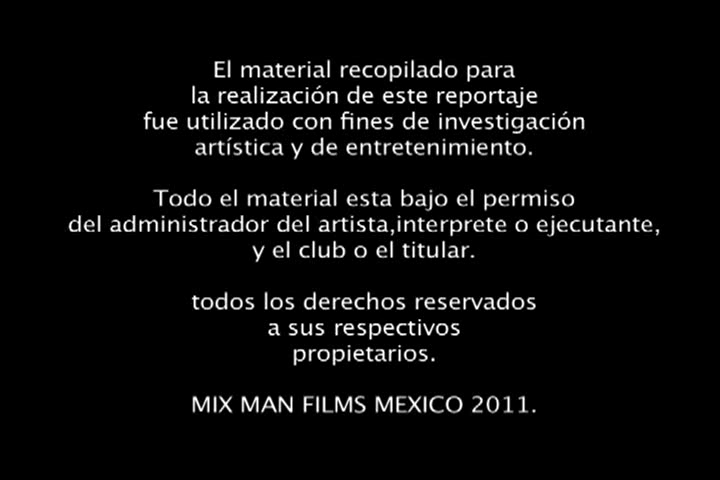 El material recopilado para
la realización de este reportaje
fue utilizado con fines de investigación
artística y de entretenimiento.
Todo el material esta bajo el permiso
del administrador del artista,interprete o ejecutante,
y el club o el titular.
todos los derechos reservados
a sus respectivos
propietarios.
MIX MAN FILMS MEXICO 2011.